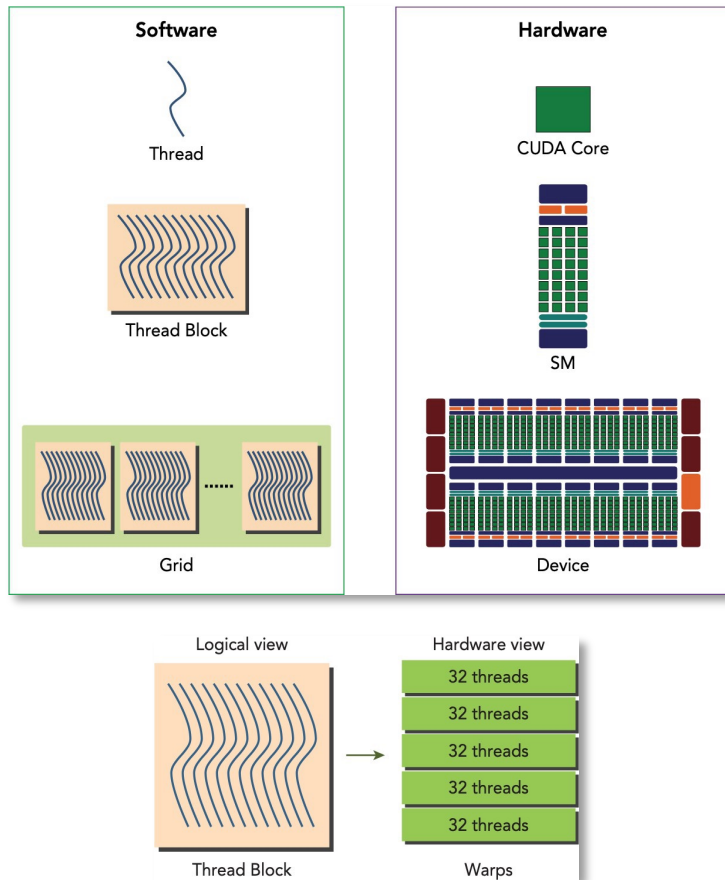 Software
Thread
Thread Block
Grid
Hardware
CUDA Core
SM
Device
Logical view
Thread Block
Hardware view
32 threads
32 threads
32 threads
32 threads
32 threads
Warps